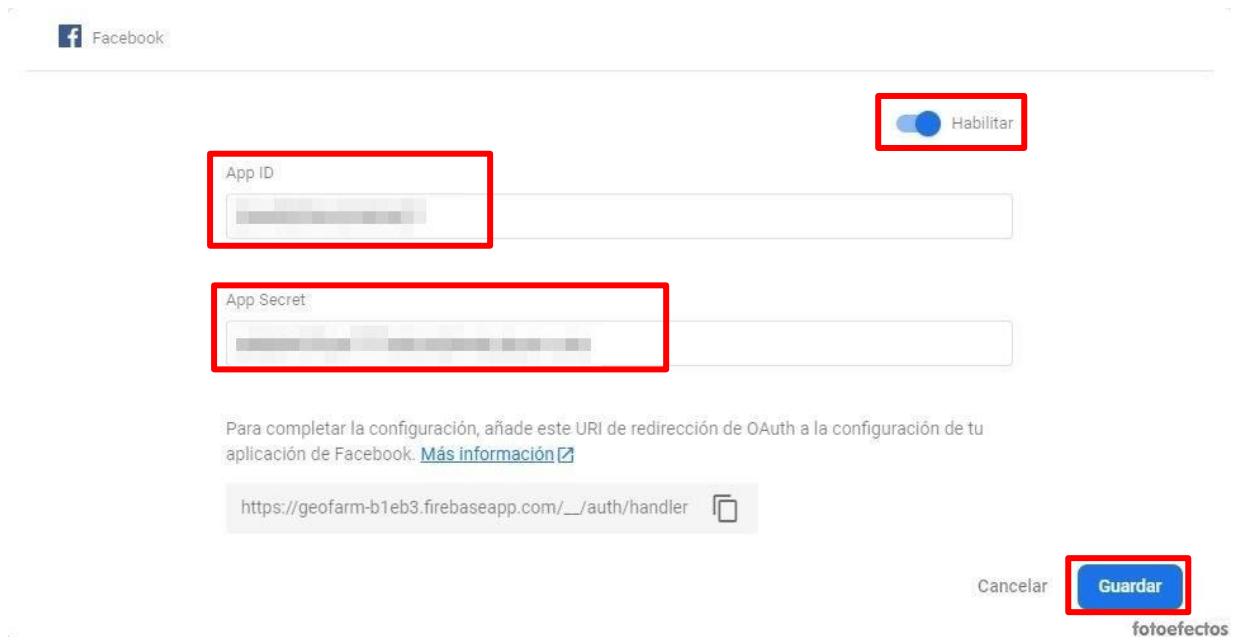 Facebook
Habilitar
App ID
App Secret
Para completar la configuración, añade este URI de redirección de OAuth a la configuración de tu
aplicación de Facebook. Más información
https://geofarm-b1eb3.firebaseapp.com/__/auth/handler
Cancelar
Guardar
fotoefectos